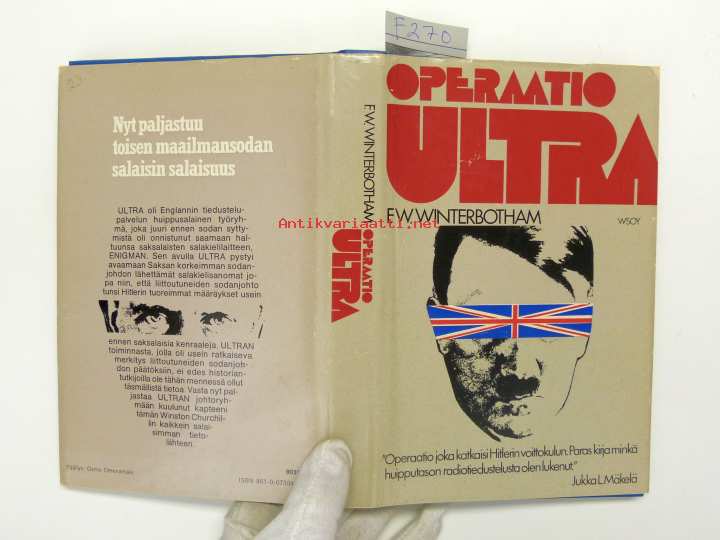 F270
23.-
Nyt paljastuu
toisen maailmansodan
salaisin salaisuus
ULTRA oli Englannin tiedustelu-
palvelun huippusalainen työryh-
mä, joka juuri ennen sodan sytty-
mistä oli onnistunut saamaan hal-
tuunsa saksalaisten salakielilaitteen,
ENIGMAN. Sen avulla ULTRA pystyi
avaamaan Saksan korkeimman sodan-
johdon lähettämät salakielisanomat jo-
pa niin, että liittoutuneiden sodanjohto
tunsi Hitlerin tuoreimmat määräykset usein
ennen saksalaisia kenraaleja. ULTRAN
toiminnasta, jolla oli usein ratkaiseva
merkitys liittoutuneiden sodanjoh-
don päätöksiin, ei edes historian-
tutkijoilla ole tähän mennessä ollut
täsmällistä tietoa. Vasta nyt pal-
jastaa ULTRAN johtoryh-
mään kuulunut kapteeni
tämän Winston Churchil-
lin kaikkein salai-
simman tieto-
lähteen.
Päällys:
ISBN 951-0-
F.W. WINTERBOTHAM
OPERAATIO
ULTRA
OPERAATIO
ULTRA
F.W. WINTERBOTHAM
WSOY
"Operaatio joka katkaisi Hitlerin voittokulun. Paras kirja minkä
huipputason radiotiedustelusta olen lukenut."
Jukka L. Mäkelä
Antikvariaatti.net